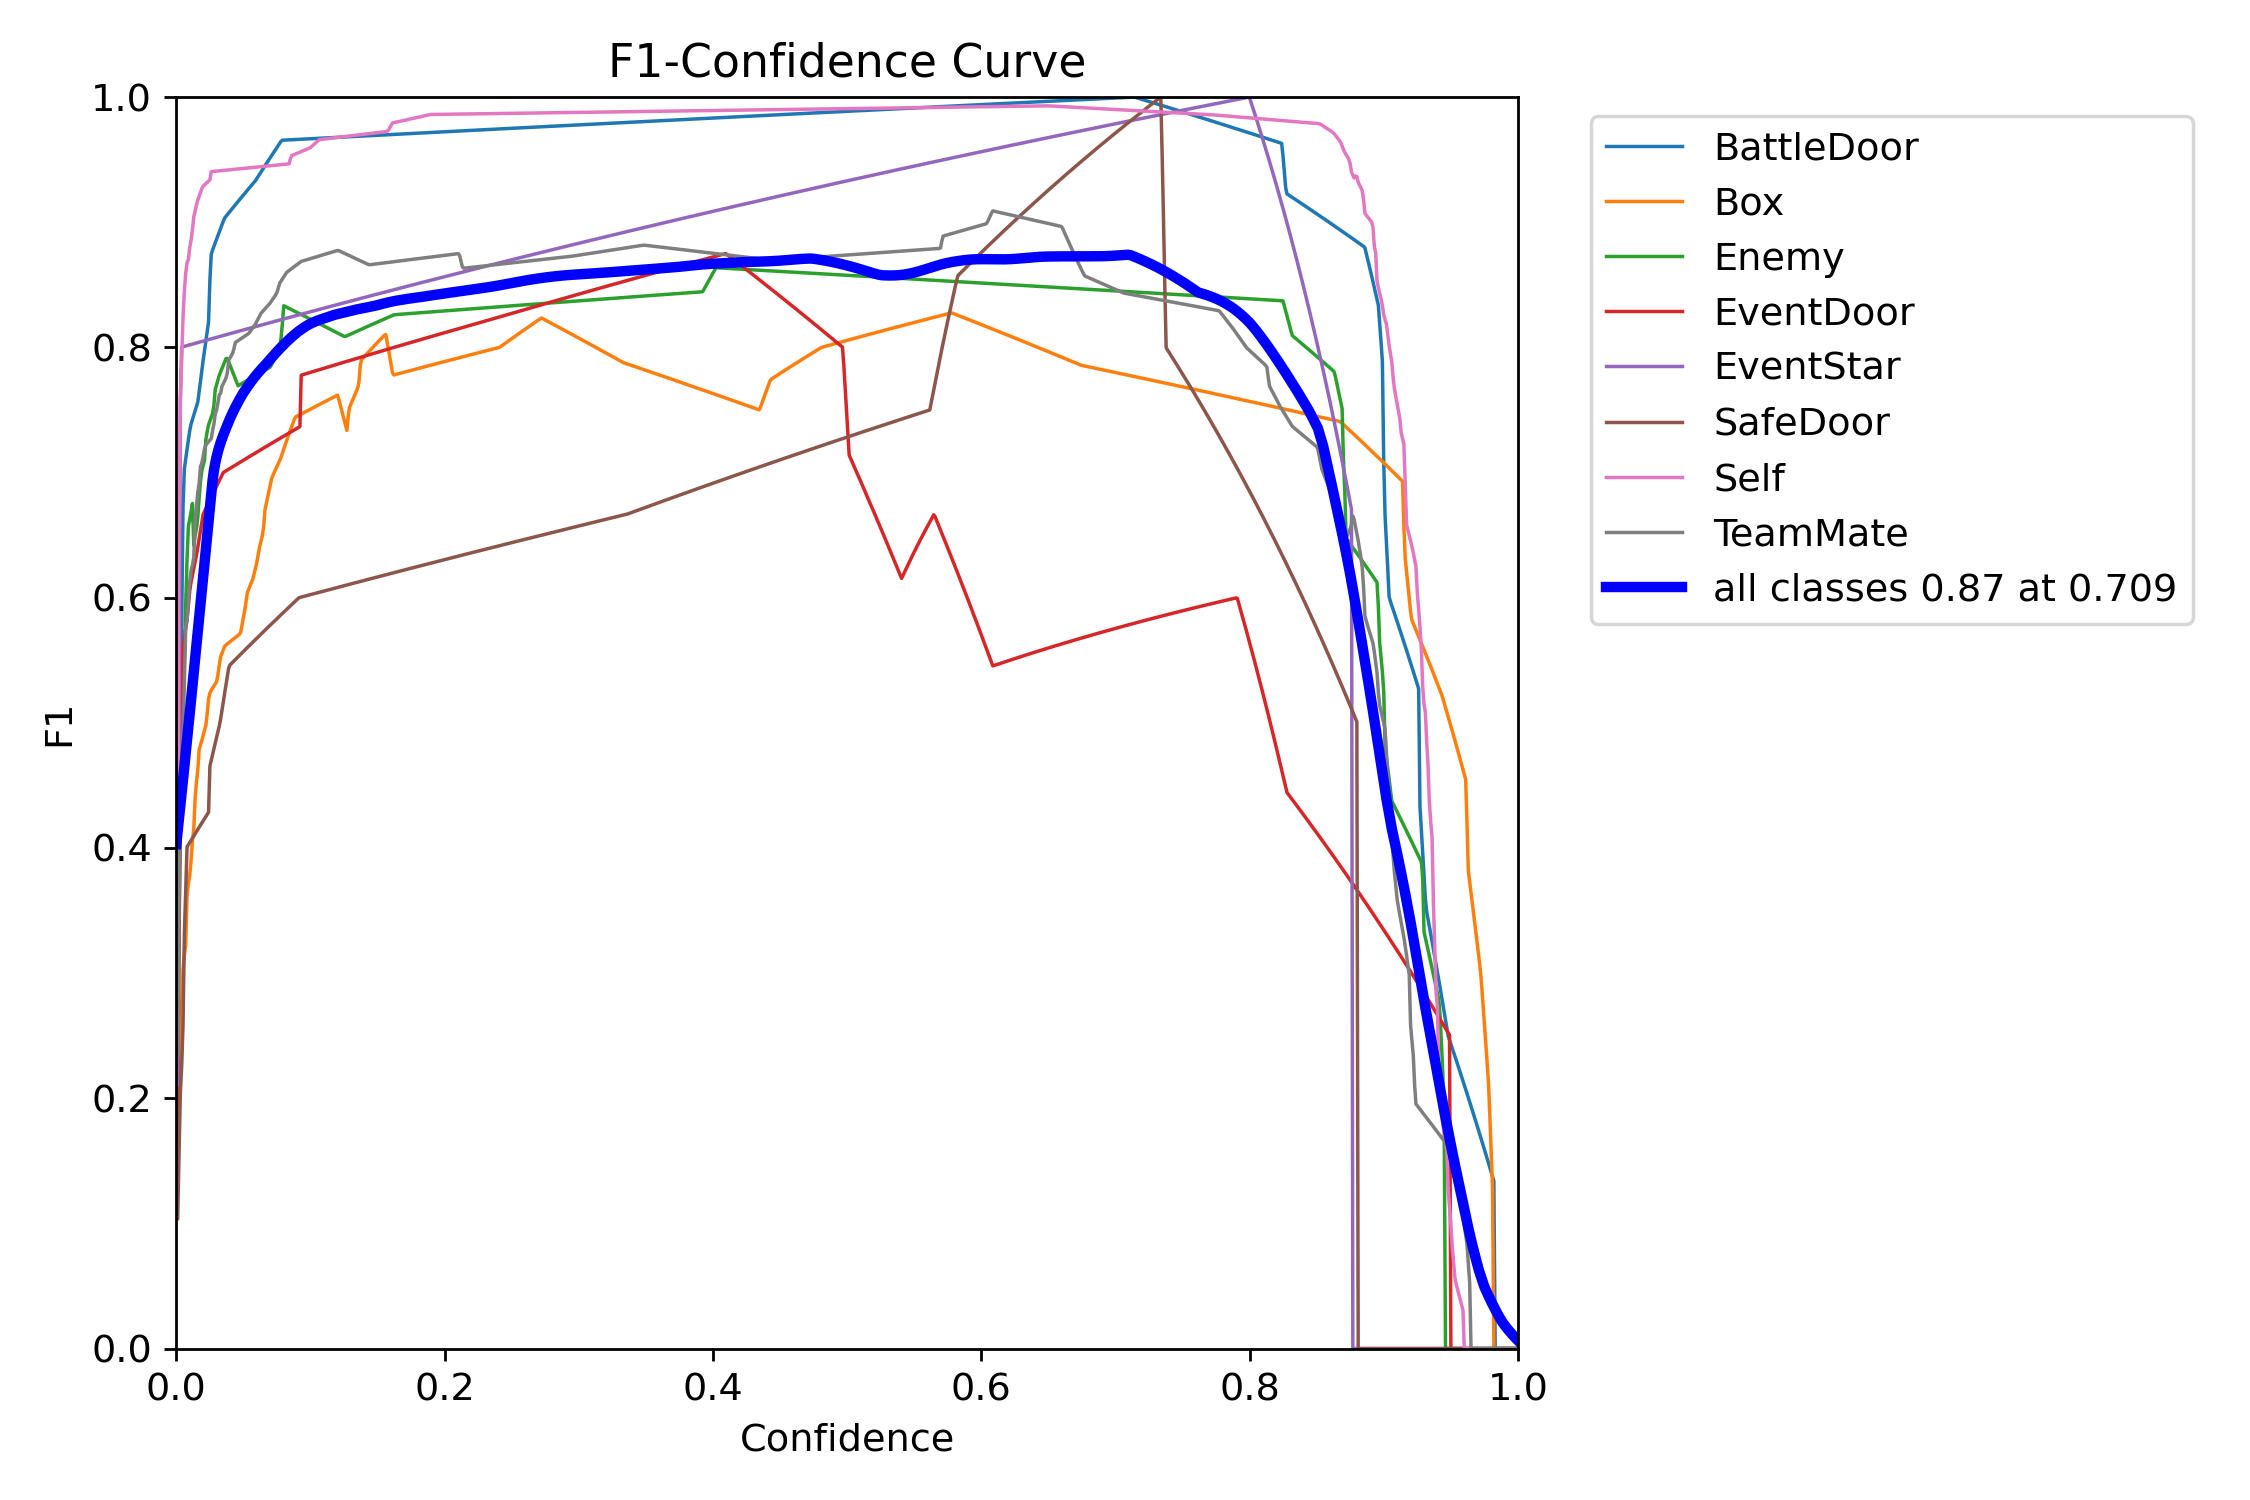 F1-Confidence Curve
1.0
0.8
0.6
0.4
0.2
0.0
F1
0.0 0.2 0.4 0.6 0.8 1.0
Confidence
BattleDoor
Box
Enemy
EventDoor
EventStar
SafeDoor
Self
TeamMate
all classes 0.87 at 0.709